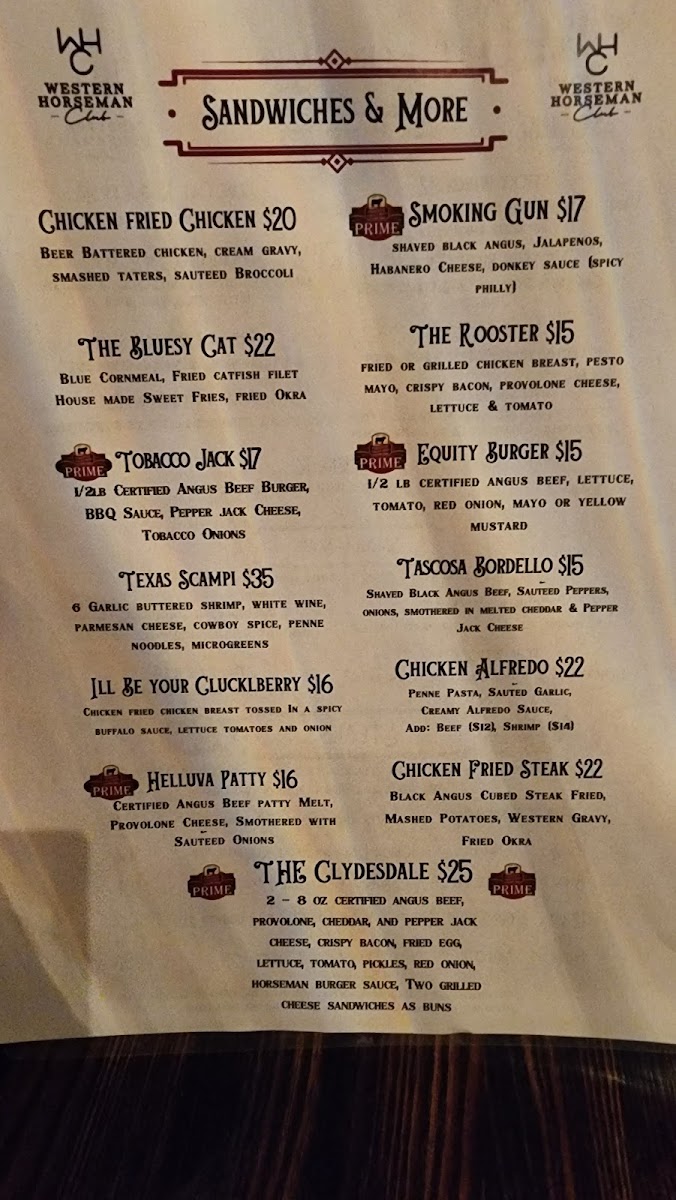 WHC
WESTERN
HORSEMAN
- Club -
SANDWICHES & MORE
WHC
WESTERN
HORSEMAN
- Club -
CHICKEN FRIED CHICKEN $20
BEER BATTERED CHICKEN, CREAM GRAVY,
SMASHED TATERS, SAUTEED BROCCOLI
THE BLUESY CAT $22
BLUE CORNMEAL, FRIED CATFISH FILET
HOUSE MADE SWEET FRIES, FRIED OKRA
PRIME
TOBACCO JACK $17
1/2LB CERTIFIED ANGUS BEEF BURGER,
BBQ SAUCE, PEPPER JACK CHEESE,
TOBACCO ONIONS
TEXAS SCAMPI $35
6 GARLIC BUTTERED SHRIMP, WHITE WINE,
PARMESAN CHEESE, COWBOY SPICE, PENNE
NOODLES, MICROGREENS
ILL BE YOUR CLUCKLBERRY $16
CHICKEN FRIED CHICKEN BREAST TOSSED IN A SPICY
BUFFALO SAUCE, LETTUCE TOMATOES AND ONION
PRIME
HELLUVA PATTY $16
CERTIFIED ANGUS BEEF PATTY MELT,
PROVOLONE CHEESE, SMOTHERED WITH
SAUTEED ONIONS
PRIME
SMOKING GUN $17
SHAVED BLACK ANGUS, JALAPENOS,
HABANERO CHEESE, DONKEY SAUCE (SPICY
PHILLY)
THE ROOSTER $15
FRIED OR GRILLED CHICKEN BREAST, PESTO
MAYO, CRISPY BACON, PROVOLONE CHEESE,
LETTUCE & TOMATO
PRIME
EQUITY BURGER $15
1/2 LB CERTIFIED ANGUS BEEF, LETTUCE,
TOMATO, RED ONION, MAYO OR YELLOW
MUSTARD
TASCOSA BORDELLO $15
SHAVED BLACK ANGUS BEEF, SAUTEED PEPPERS,
ONIONS, SMOTHERED IN MELTED CHEDDAR & PEPPER
JACK CHEESE
CHICKEN ALFREDO $22
PENNE PASTA, SAUTED GARLIC,
CREAMY ALFREDO SAUCE,
ADD: BEEF ($12), SHRIMP ($14)
CHICKEN FRIED STEAK $22
BLACK ANGUS CUBED STEAK FRIED,
MASHED POTATOES, WESTERN GRAVY,
FRIED OKRA
PRIME
THE CLYDESDALE $25
PRIME
2 - 8 OZ CERTIFIED ANGUS BEEF,
PROVOLONE, CHEDDAR, AND PEPPER JACK
CHEESE, CRISPY BACON, FRIED EGG,
LETTUCE, TOMATO, PICKLES, RED ONION,
HORSEMAN BURGER SAUCE, TWO GRILLED
CHEESE SANDWICHES AS BUNS